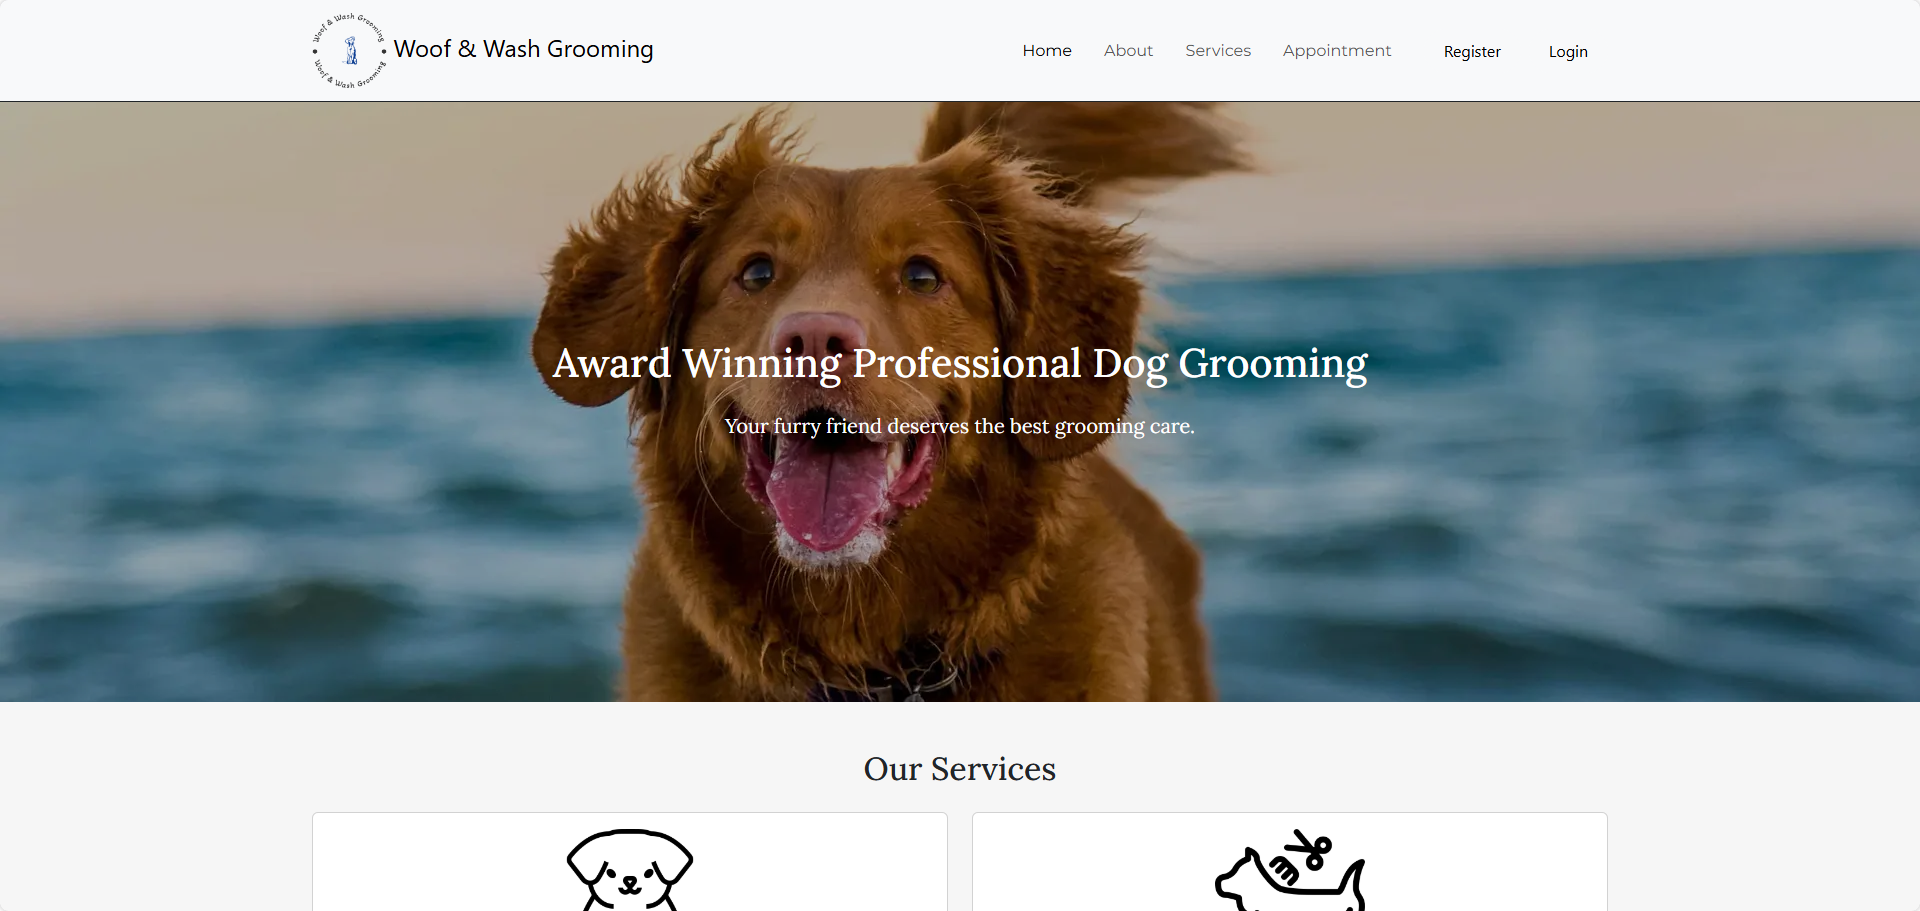 Woof & Wash Grooming
Woof & Wash Grooming
Woof & Wash Grooming
Home
About
Services
Appointment
Register
Login
Award Winning Professional Dog Grooming
Your furry friend deserves the best grooming care.
Our Services